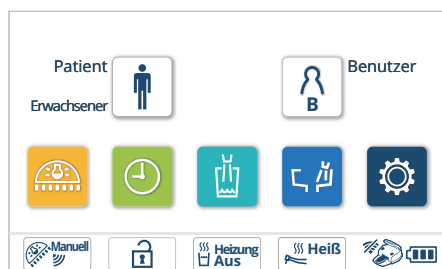 Patient
Benutzer
Erwachsener
B
Manuell
Heizung
Aus
Heiß